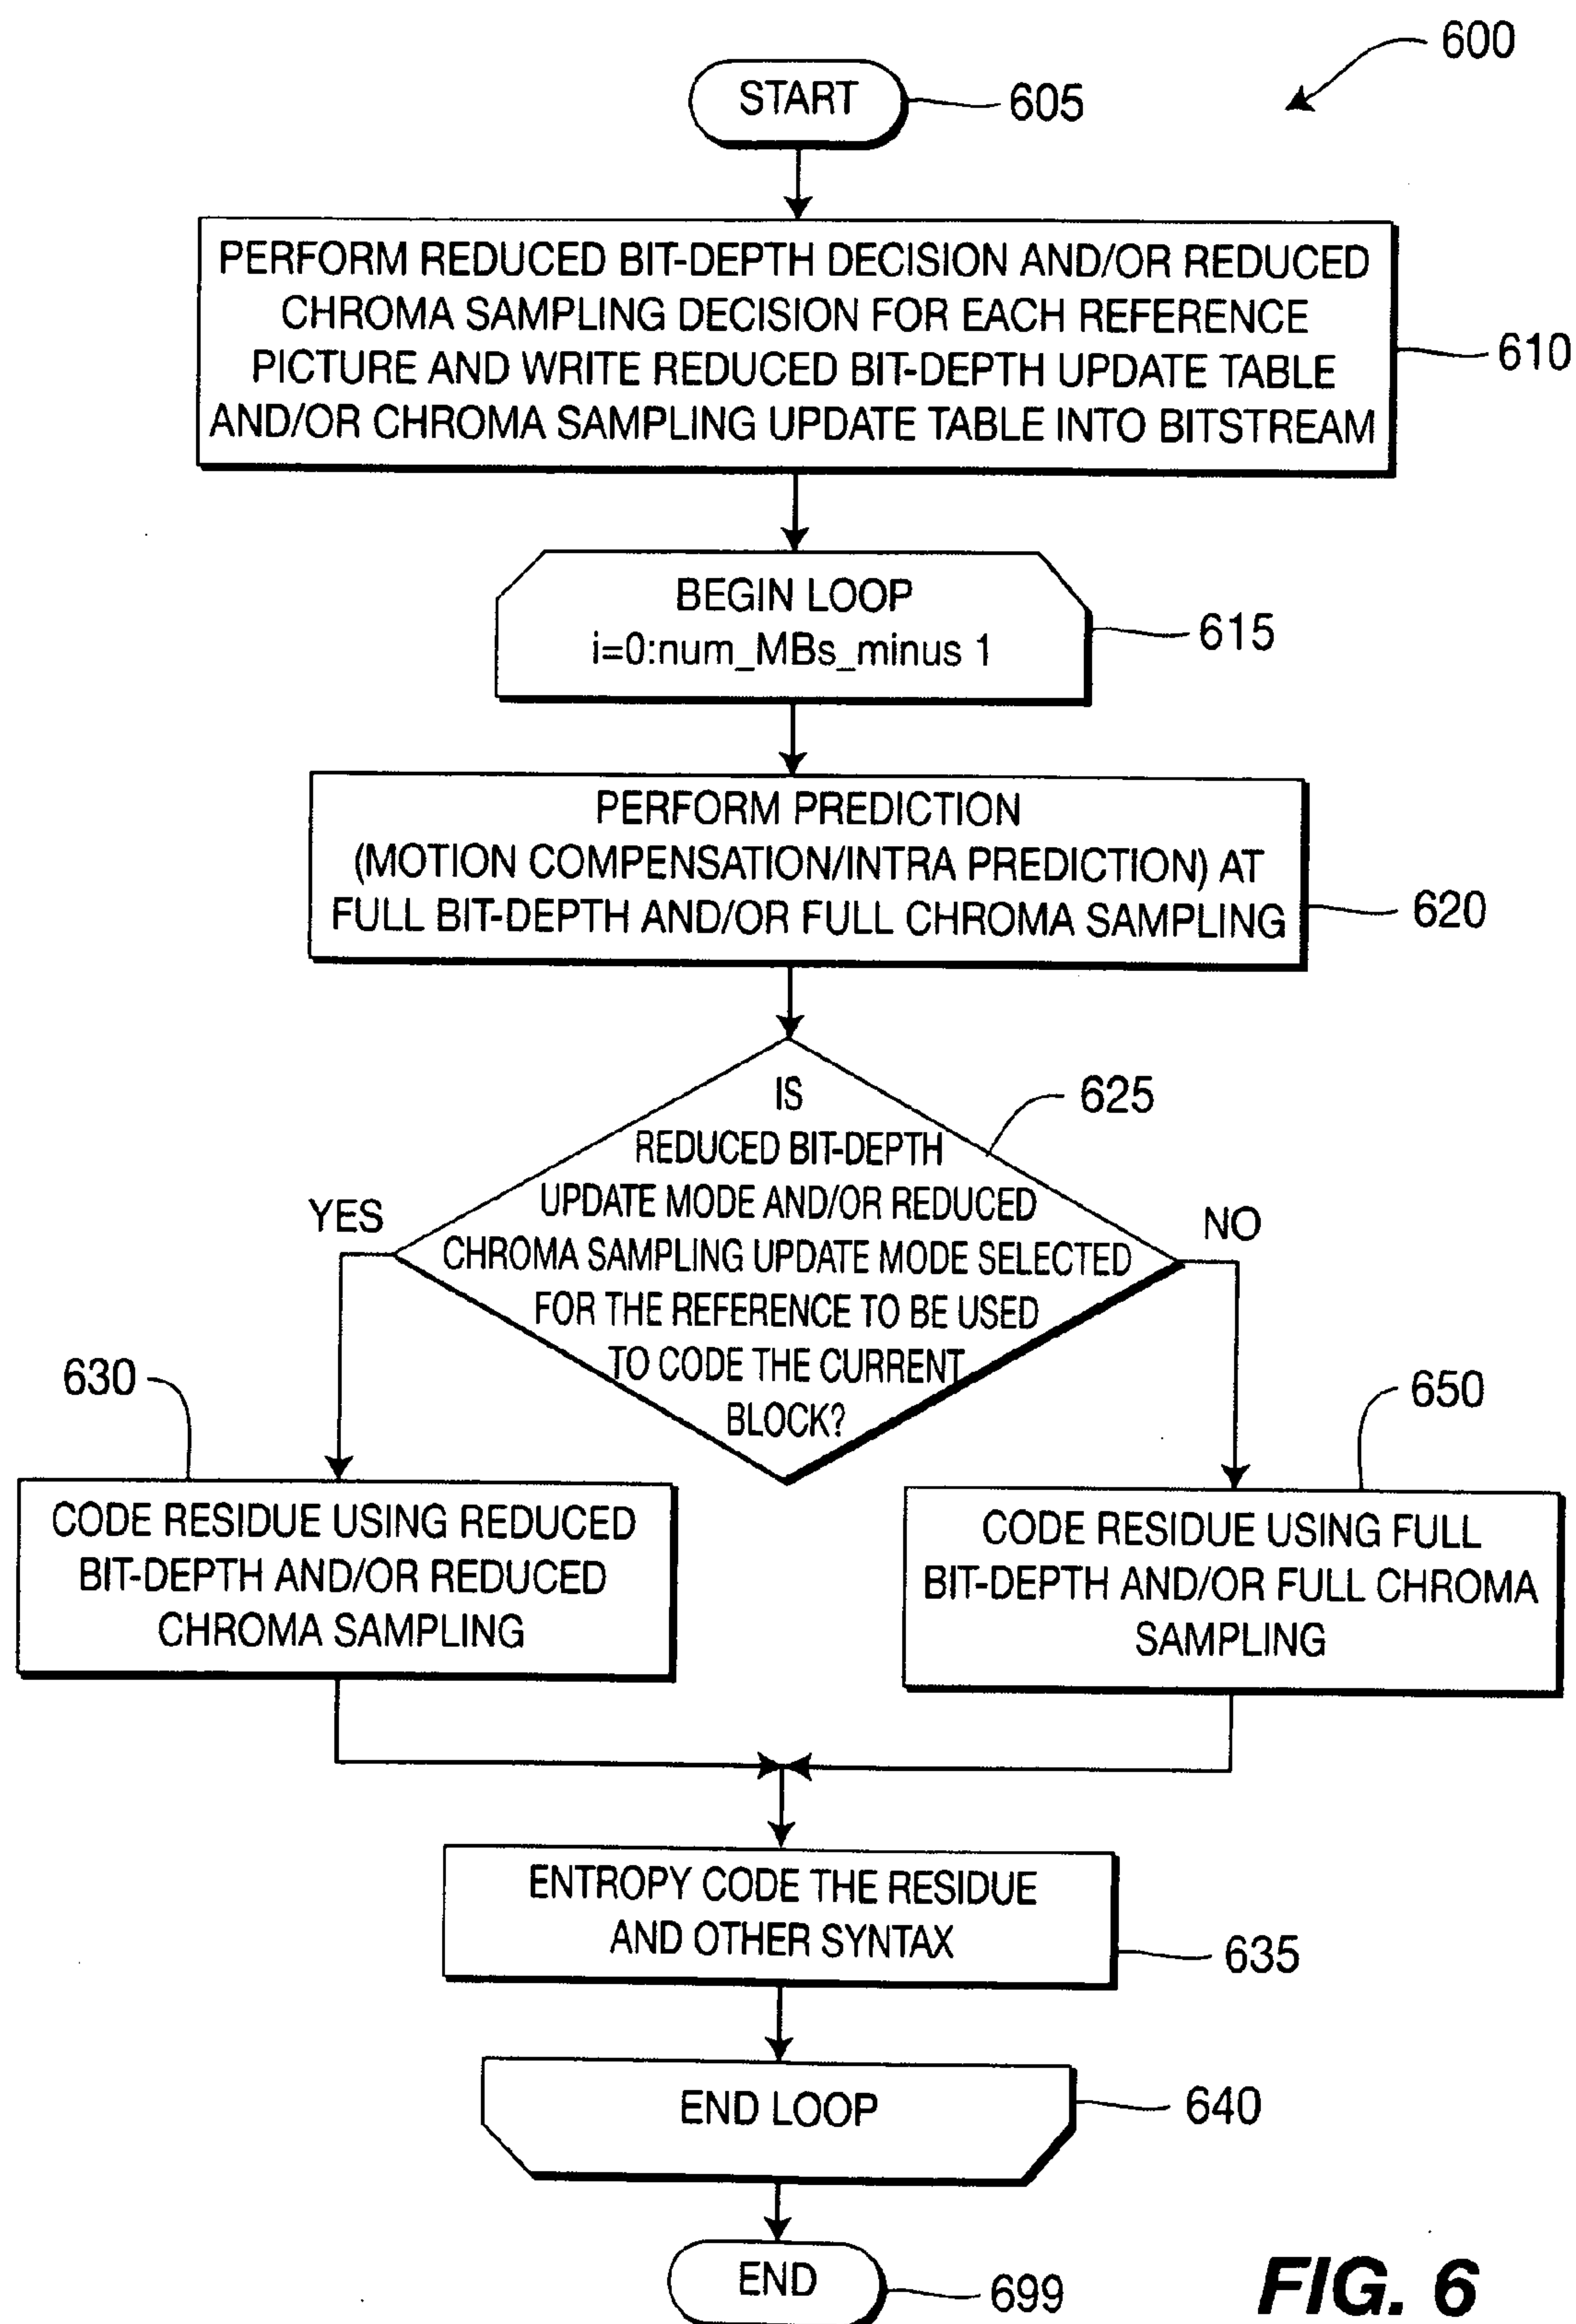 600
START
605
PERFORM REDUCED BIT-DEPTH DECISION AND/OR REDUCED
CHROMA SAMPLING DECISION FOR EACH REFERENCE
PICTURE AND WRITE REDUCED BIT-DEPTH UPDATE TABLE
AND/OR CHROMA SAMPLING UPDATE TABLE INTO BITSTREAM
610
BEGIN LOOP
i=0:num_MBs_minus 1
615
PERFORM PREDICTION
(MOTION COMPENSATION/INTRA PREDICTION) AT
FULL BIT-DEPTH AND/OR FULL CHROMA SAMPLING
620
IS
REDUCED BIT-DEPTH
UPDATE MODE AND/OR REDUCED
CHROMA SAMPLING UPDATE MODE SELECTED
FOR THE REFERENCE TO BE USED
TO CODE THE CURRENT
BLOCK?
625
YES
NO
630
CODE RESIDUE USING REDUCED
BIT-DEPTH AND/OR REDUCED
CHROMA SAMPLING
650
CODE RESIDUE USING FULL
BIT-DEPTH AND/OR FULL CHROMA
SAMPLING
ENTROPY CODE THE RESIDUE
AND OTHER SYNTAX
635
END LOOP
640
END
699
FIG. 6